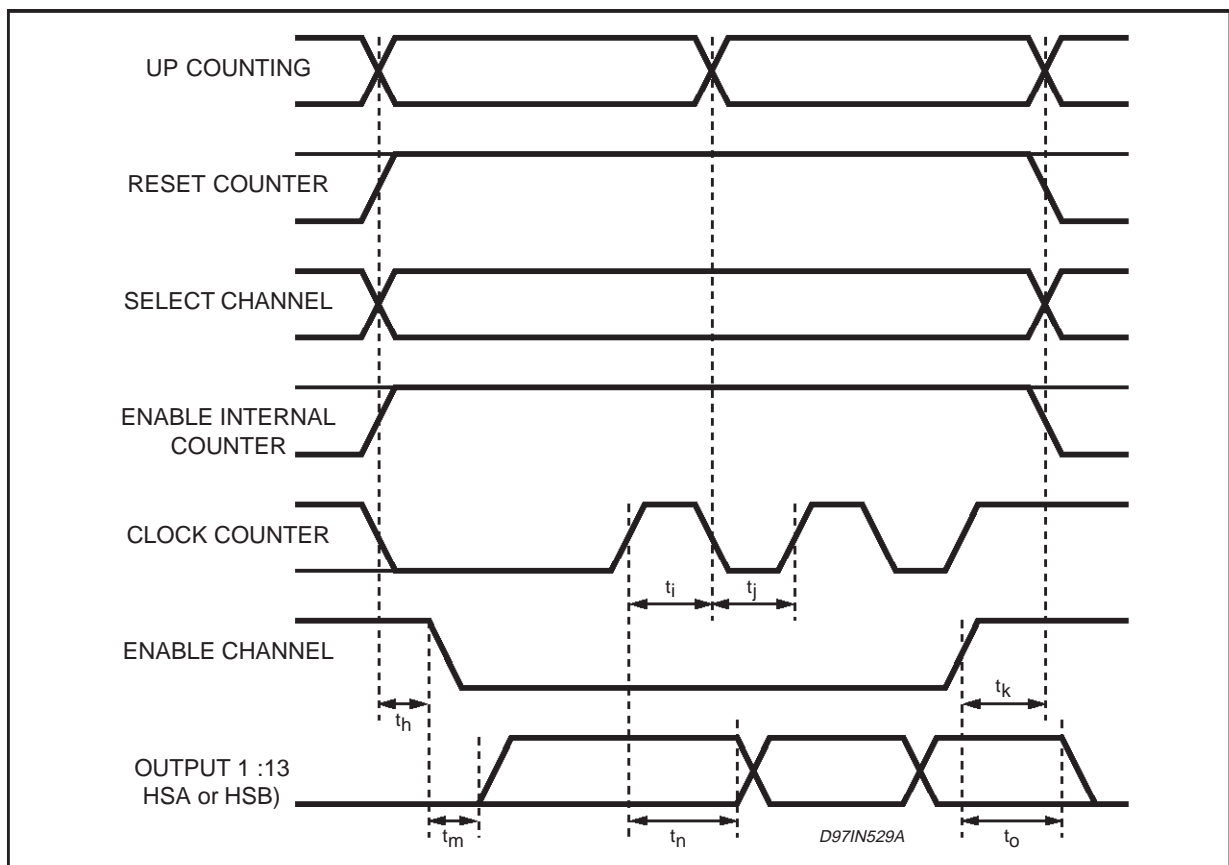 UP COUNTING
RESET COUNTER
SELECT CHANNEL
ENABLE INTERNAL
COUNTER
CLOCK COUNTER
ti
tj
ENABLE CHANNEL
tk
th
OUTPUT 1 :13
HSA or HSB)
tm
tn
D97IN529A
to